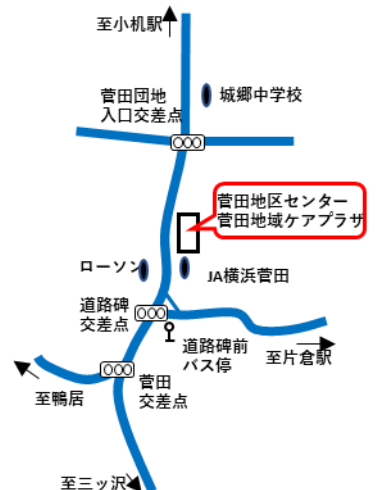 至小机駅
城郷中学校
菅田団地
入口交差点
菅田地区センター
菅田地域ケアプラザ
ローソン
JA横浜菅田
道路碑
交差点
道路碑前
バス停
至片倉駅
菅田
交差点
至鴨居
至三ッ沢